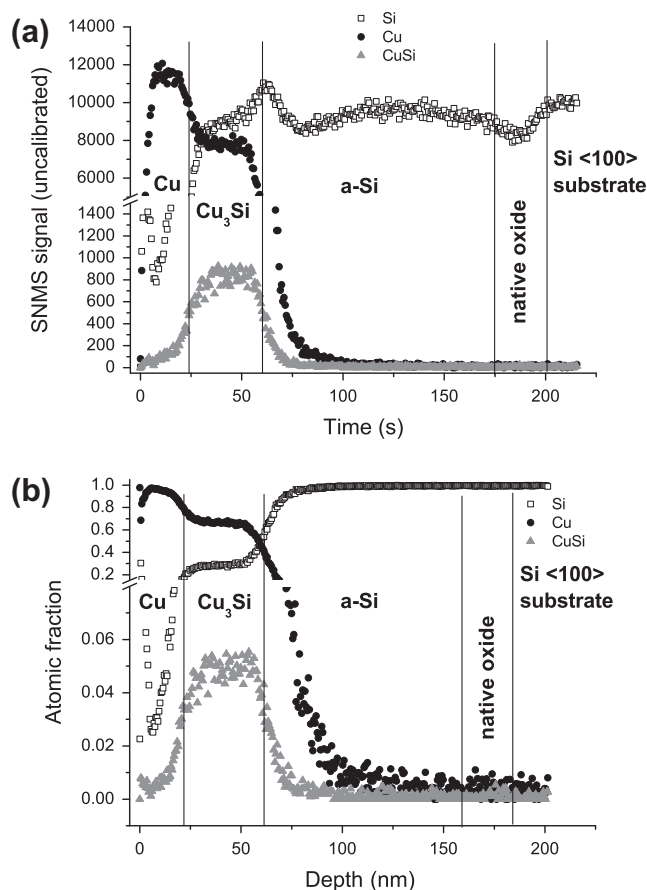 (a)
Si
Cu
CuSi
14000
12000
10000
8000
6000
1400
1200
1000
800
600
400
200
0
SNMS signal (uncalibrated)
Cu
Cu₃Si
a-Si
native oxide
Si <100>
substrate
0
50
100
150
200
Time (s)
(b)
Si
Cu
CuSi
1.0
0.8
0.6
0.4
0.2
0.06
0.04
0.02
0.00
Atomic fraction
Cu
Cu₃Si
a-Si
native oxide
Si <100>
substrate
0
50
100
150
200
Depth (nm)